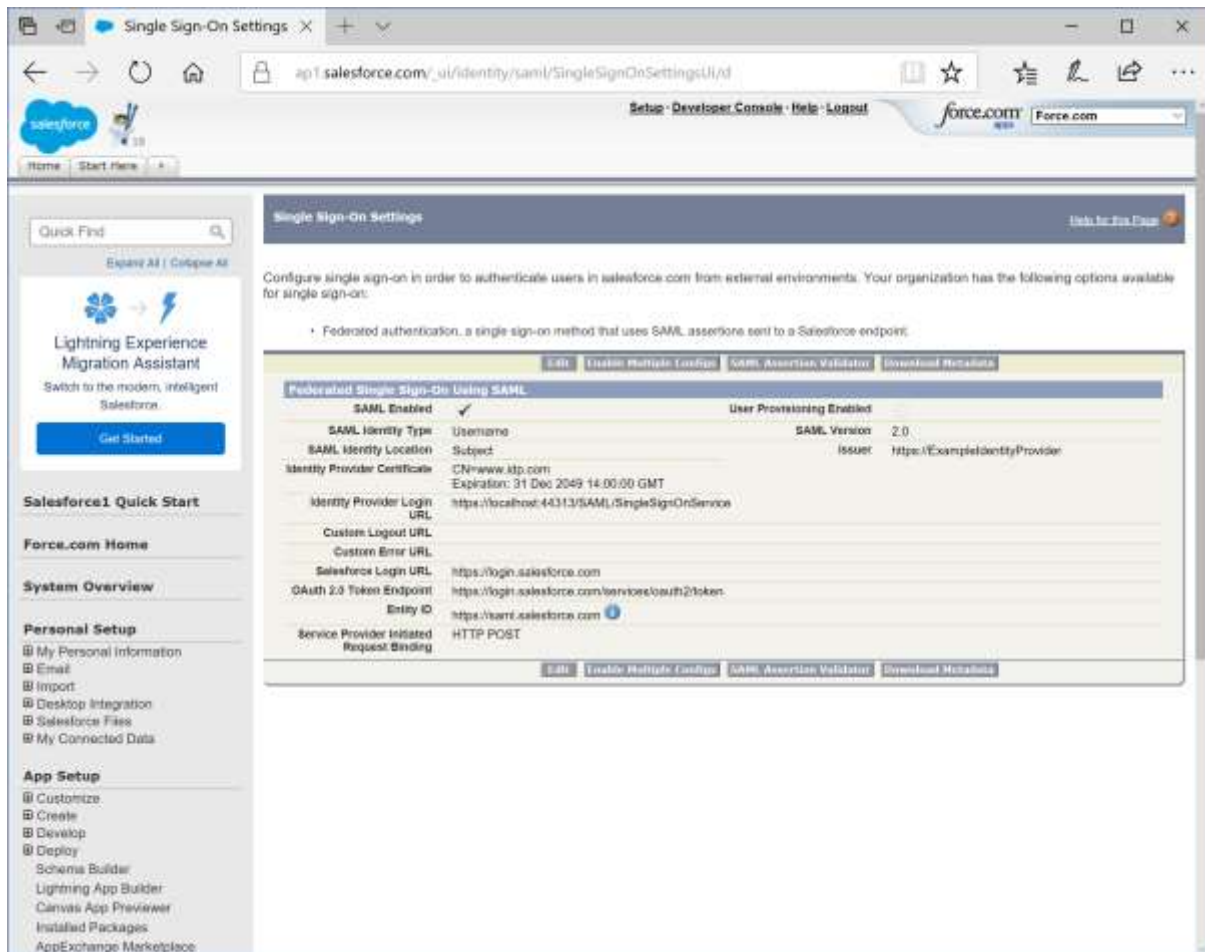 Single Sign-On Settings
ap1.salesforce.com/_ui/identity/saml/SingleSignOnSettingsUi/d
salesforce
18
Setup · Developer Console · Help · Logout
force.com
apps
Force.com
Home
Start Here
+
Quick Find
Expand All | Collapse All
Lightning Experience
Migration Assistant
Switch to the modern, intelligent
Salesforce.
Get Started
Salesforce1 Quick Start
Force.com Home
System Overview
Personal Setup
My Personal Information
Email
Import
Desktop Integration
Salesforce Files
My Connected Data
App Setup
Customize
Create
Develop
Deploy
Schema Builder
Lightning App Builder
Canvas App Previewer
Installed Packages
AppExchange Marketplace
Single Sign-On Settings
Help for this Page
Configure single sign-on in order to authenticate users in salesforce.com from external environments. Your organization has the following options available
for single sign-on:
• Federated authentication, a single sign-on method that uses SAML assertions sent to a Salesforce endpoint.
Edit Enable Multiple Configs SAML Assertion Validator Download Metadata
Federated Single Sign-On Using SAML
SAML Enabled ✓ User Provisioning Enabled
SAML Identity Type Username SAML Version 2.0
SAML Identity Location Subject Issuer https://ExampleIdentityProvider
Identity Provider Certificate CN=www.idp.com
Expiration: 31 Dec 2049 14:00:00 GMT
Identity Provider Login URL https://localhost:44313/SAML/SingleSignOnService
Custom Logout URL
Custom Error URL
Salesforce Login URL https://login.salesforce.com
OAuth 2.0 Token Endpoint https://login.salesforce.com/services/oauth2/token
Entity ID https://saml.salesforce.com
Service Provider Initiated Request Binding HTTP POST
Edit Enable Multiple Configs SAML Assertion Validator Download Metadata